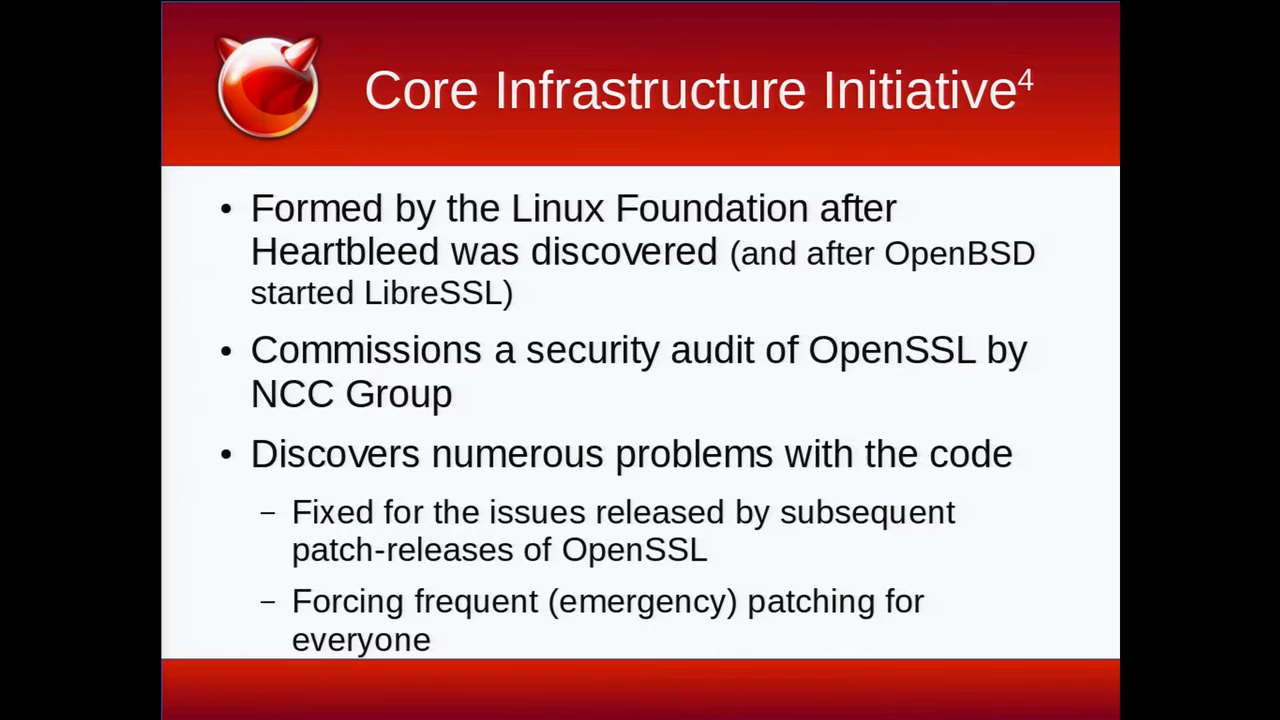 Core Infrastructure Initiative⁴
• Formed by the Linux Foundation after
Heartbleed was discovered (and after OpenBSD
started LibreSSL)
• Commissions a security audit of OpenSSL by
NCC Group
• Discovers numerous problems with the code
– Fixed for the issues released by subsequent
patch-releases of OpenSSL
– Forcing frequent (emergency) patching for
everyone